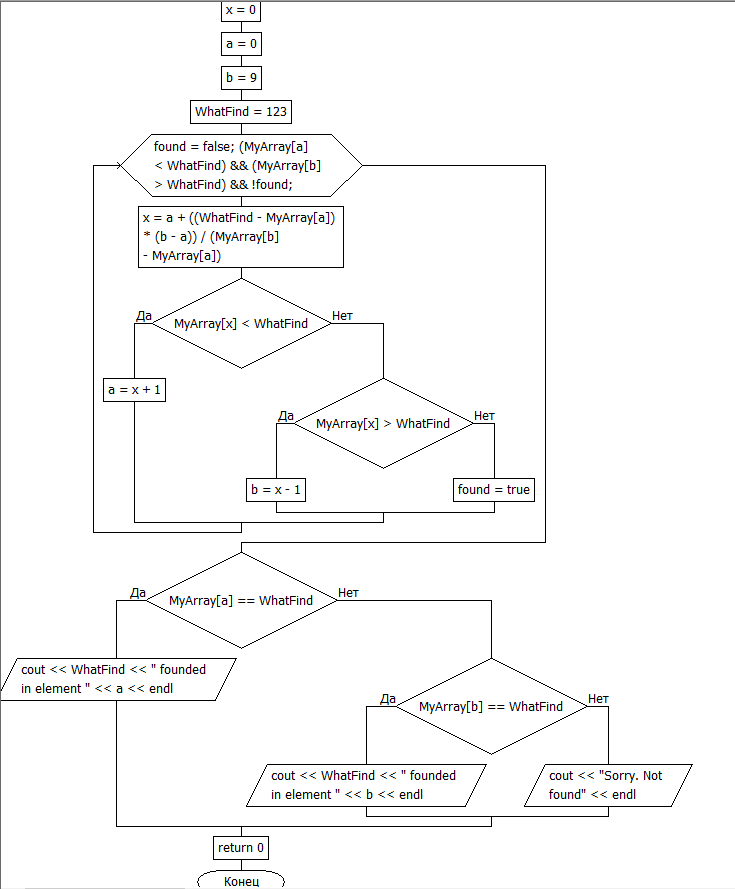 x = 0
a = 0
b = 9
WhatFind = 123
found = false; (MyArray[a]
< WhatFind) && (MyArray[b]
> WhatFind) && !found;
x = a + ((WhatFind - MyArray[a])
* (b - a)) / (MyArray[b]
- MyArray[a])
Да
MyArray[x] < WhatFind
Нет
a = x + 1
Да
MyArray[x] > WhatFind
Нет
b = x - 1
found = true
Да
MyArray[a] == WhatFind
Нет
cout << WhatFind << " founded
in element " << a << endl
Да
MyArray[b] == WhatFind
Нет
cout << WhatFind << " founded
in element " << b << endl
cout << "Sorry. Not
found" << endl
return 0
Конец